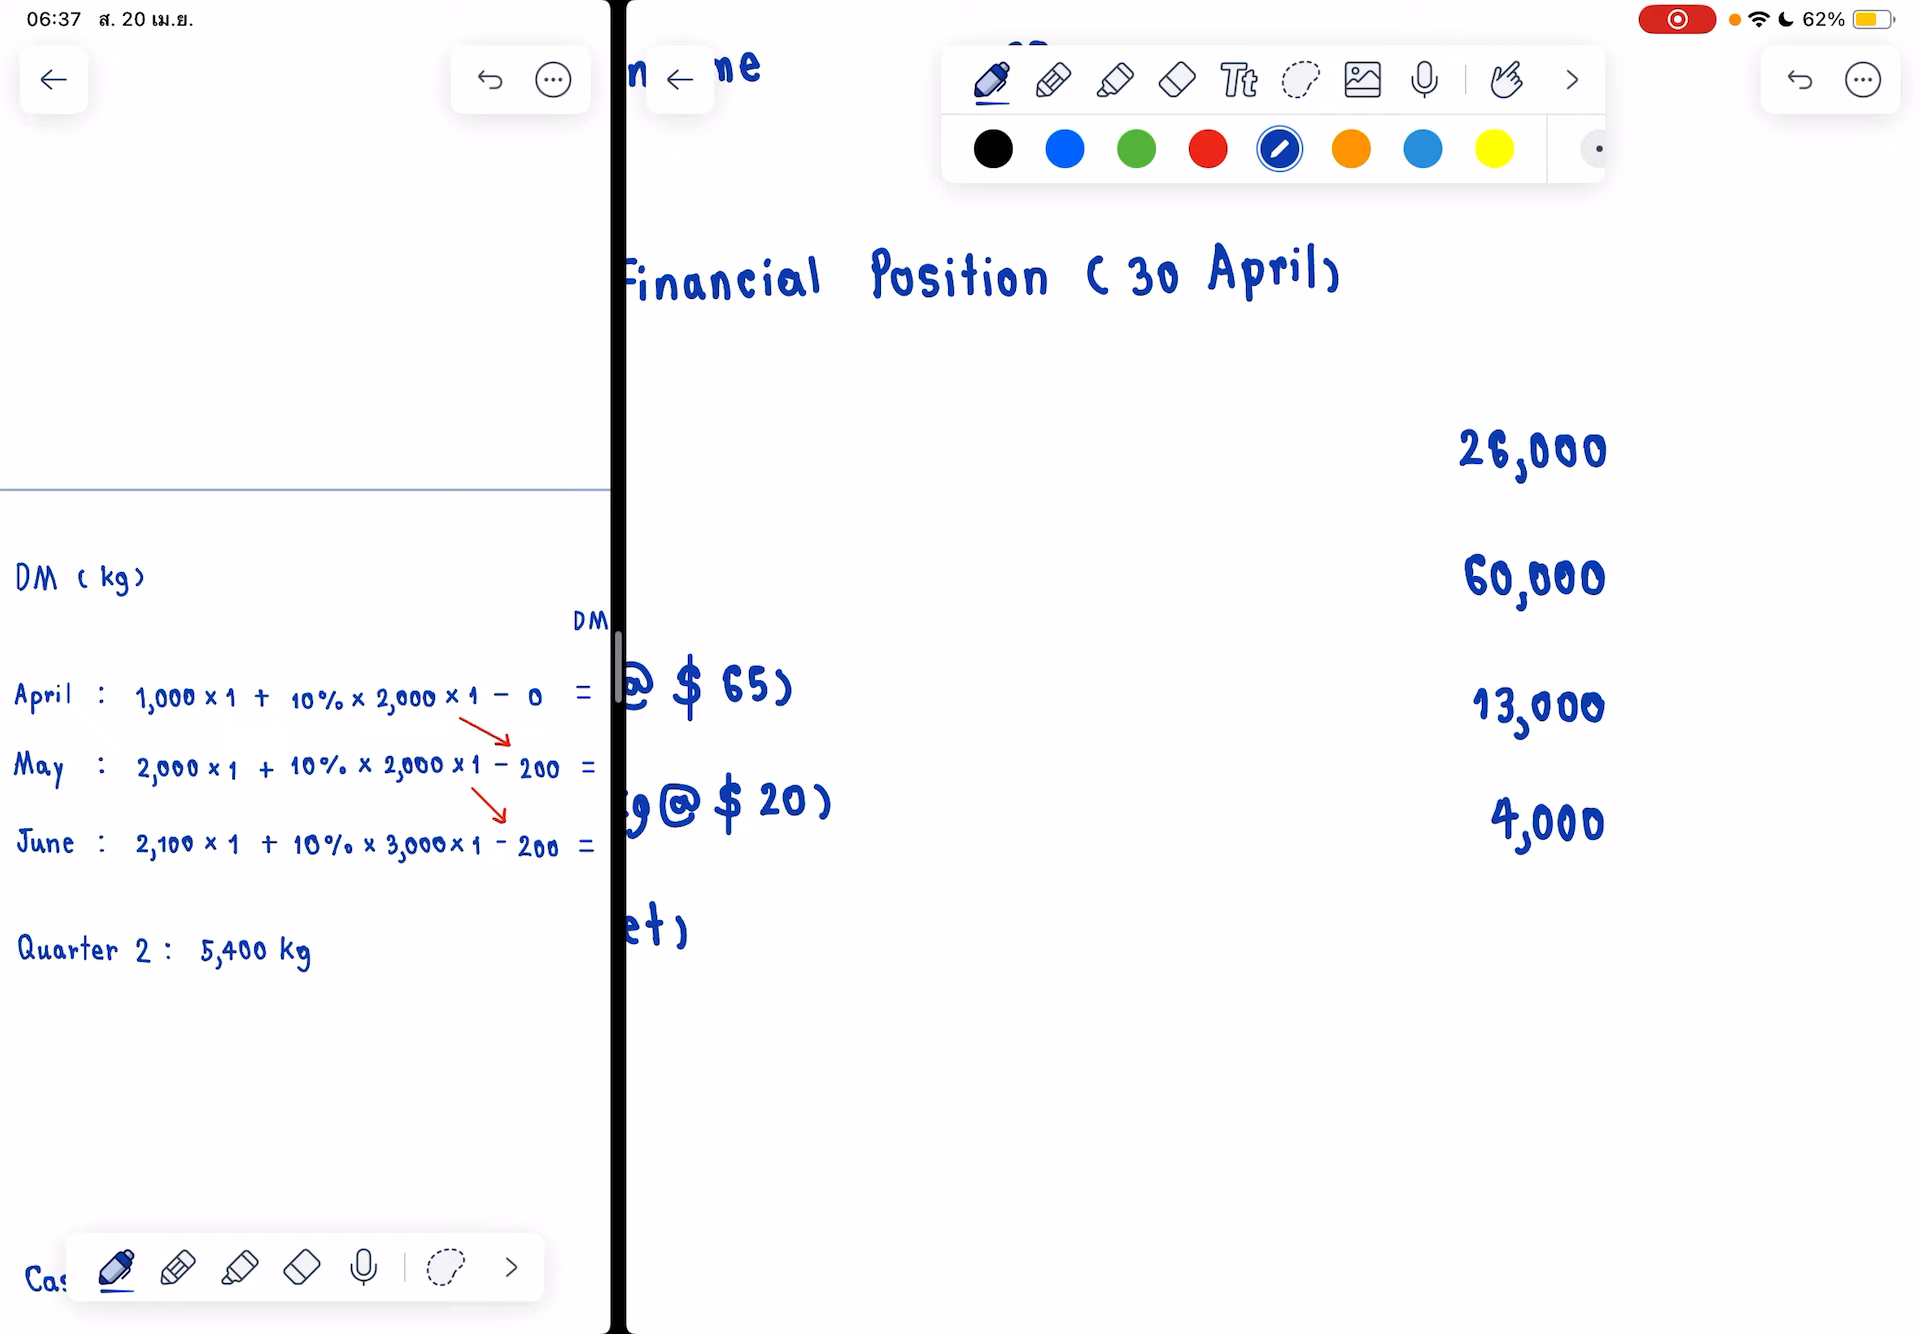 06:37 ส. 20 เม.ย.
62%
DM (kg)
DM
April : 1,000 × 1 + 10% × 2,000 × 1 - 0 =
May : 2,000 × 1 + 10% × 2,000 × 1 - 200 =
June : 2,100 × 1 + 10% × 3,000 × 1 - 200 =
Quarter 2 : 5,400 kg
Tt
Financial Position (30 April)
26,000
60,000
@ $ 65) 13,000
@ $ 20) 4,000